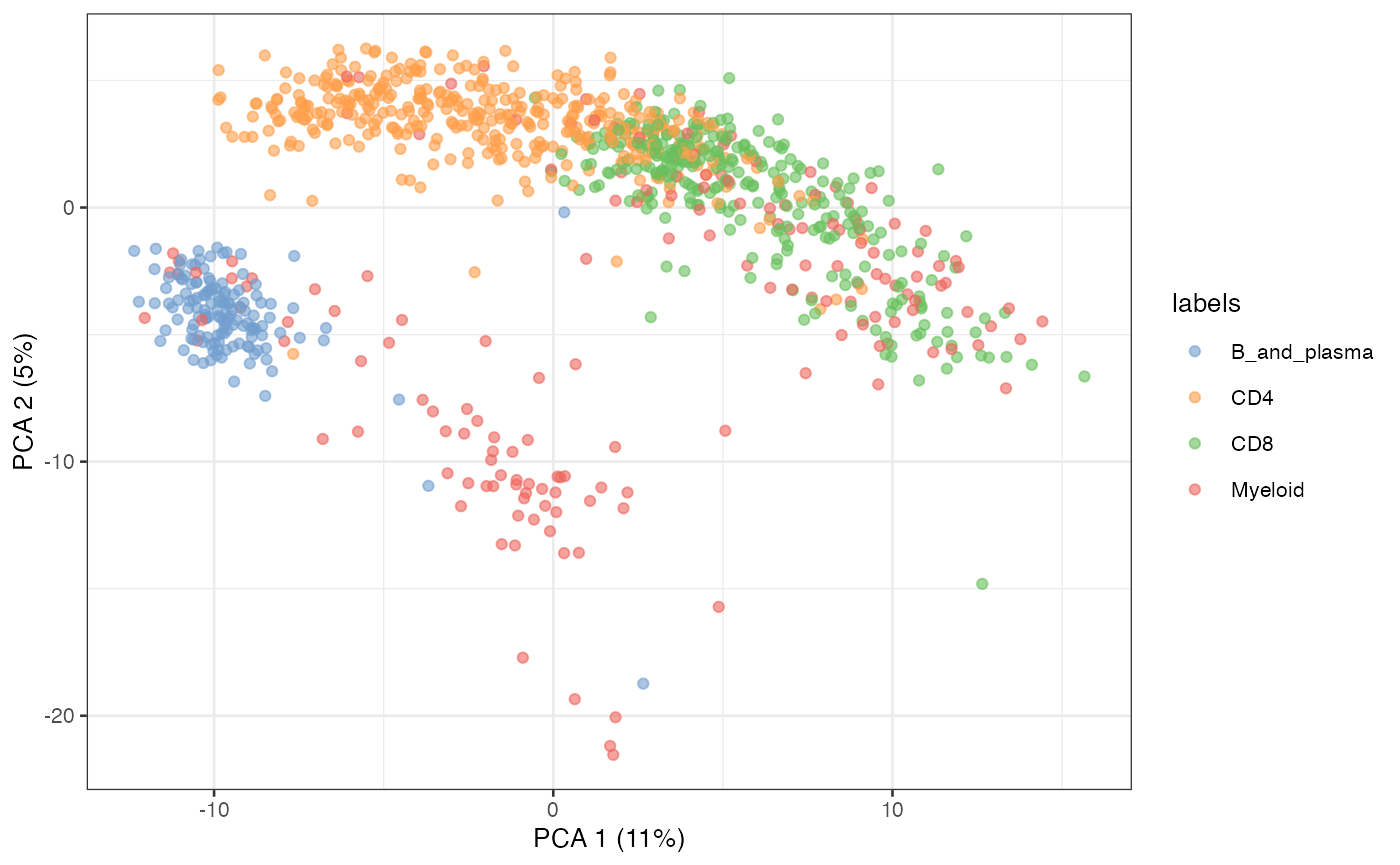 0
-10
-20
PCA 2 (5%)
-10
0
10
PCA 1 (11%)
labels
B_and_plasma
CD4
CD8
Myeloid